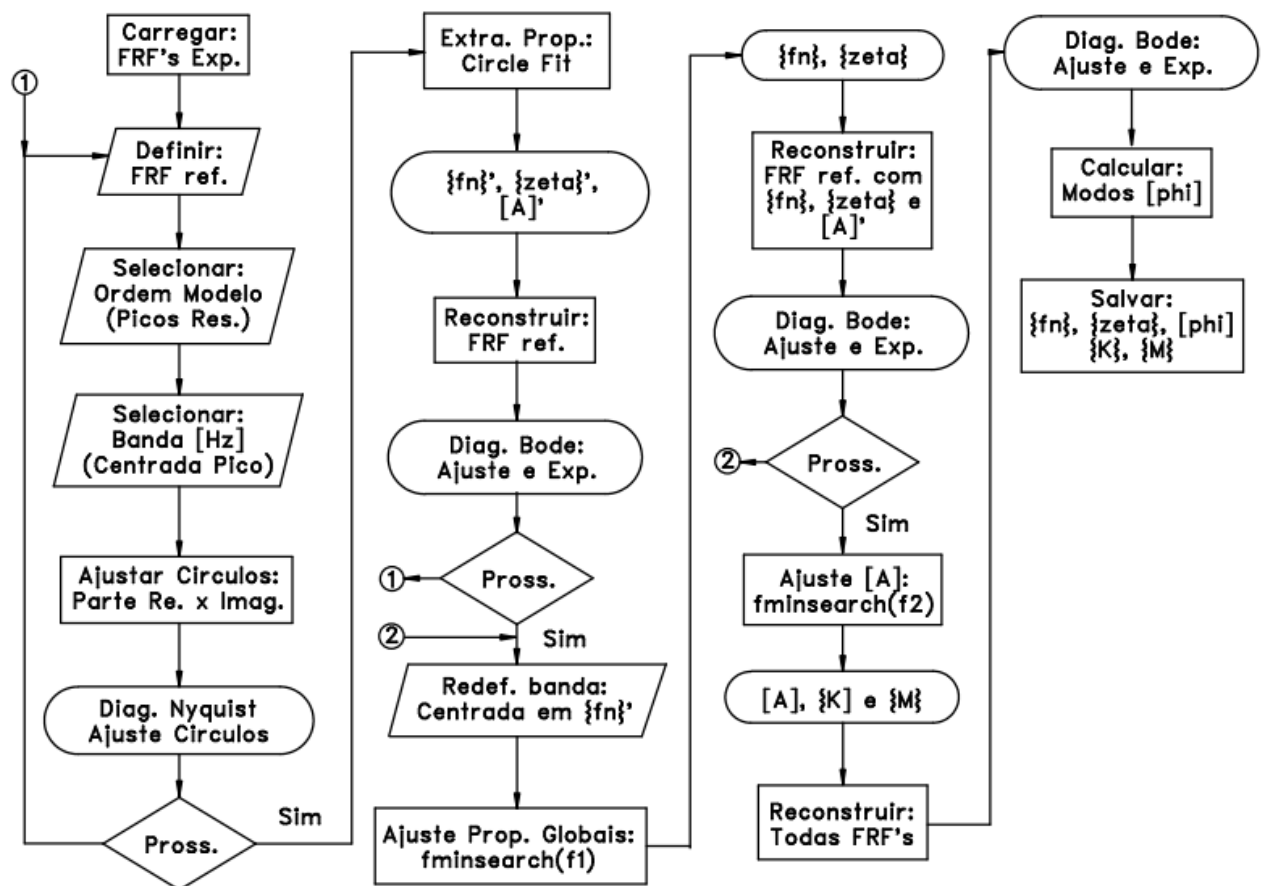 Carregar:
FRF's Exp.
1
Definir:
FRF ref.
Selecionar:
Ordem Modelo
(Picos Res.)
Selecionar:
Banda [Hz]
(Centrada Pico)
Ajustar Circulos:
Parte Re. x Imag.
Diag. Nyquist
Ajuste Circulos
Pross.
Sim
Extra. Prop.:
Circle Fit
{fn}', {zeta}',
[A]'
Reconstruir:
FRF ref.
Diag. Bode:
Ajuste e Exp.
1
Pross.
2
Sim
Redef. banda:
Centrada em {fn}'
Ajuste Prop. Globais:
fminsearch(f1)
{fn}, {zeta}
Reconstruir:
FRF ref. com
{fn}, {zeta} e
[A]'
Diag. Bode:
Ajuste e Exp.
2
Pross.
Sim
Ajuste [A]:
fminsearch(f2)
[A], {K] e {M}
Reconstruir:
Todas FRF's
Diag. Bode:
Ajuste e Exp.
Calcular:
Modos [phi]
Salvar:
{fn}, {zeta}, [phi]
{K}, {M}